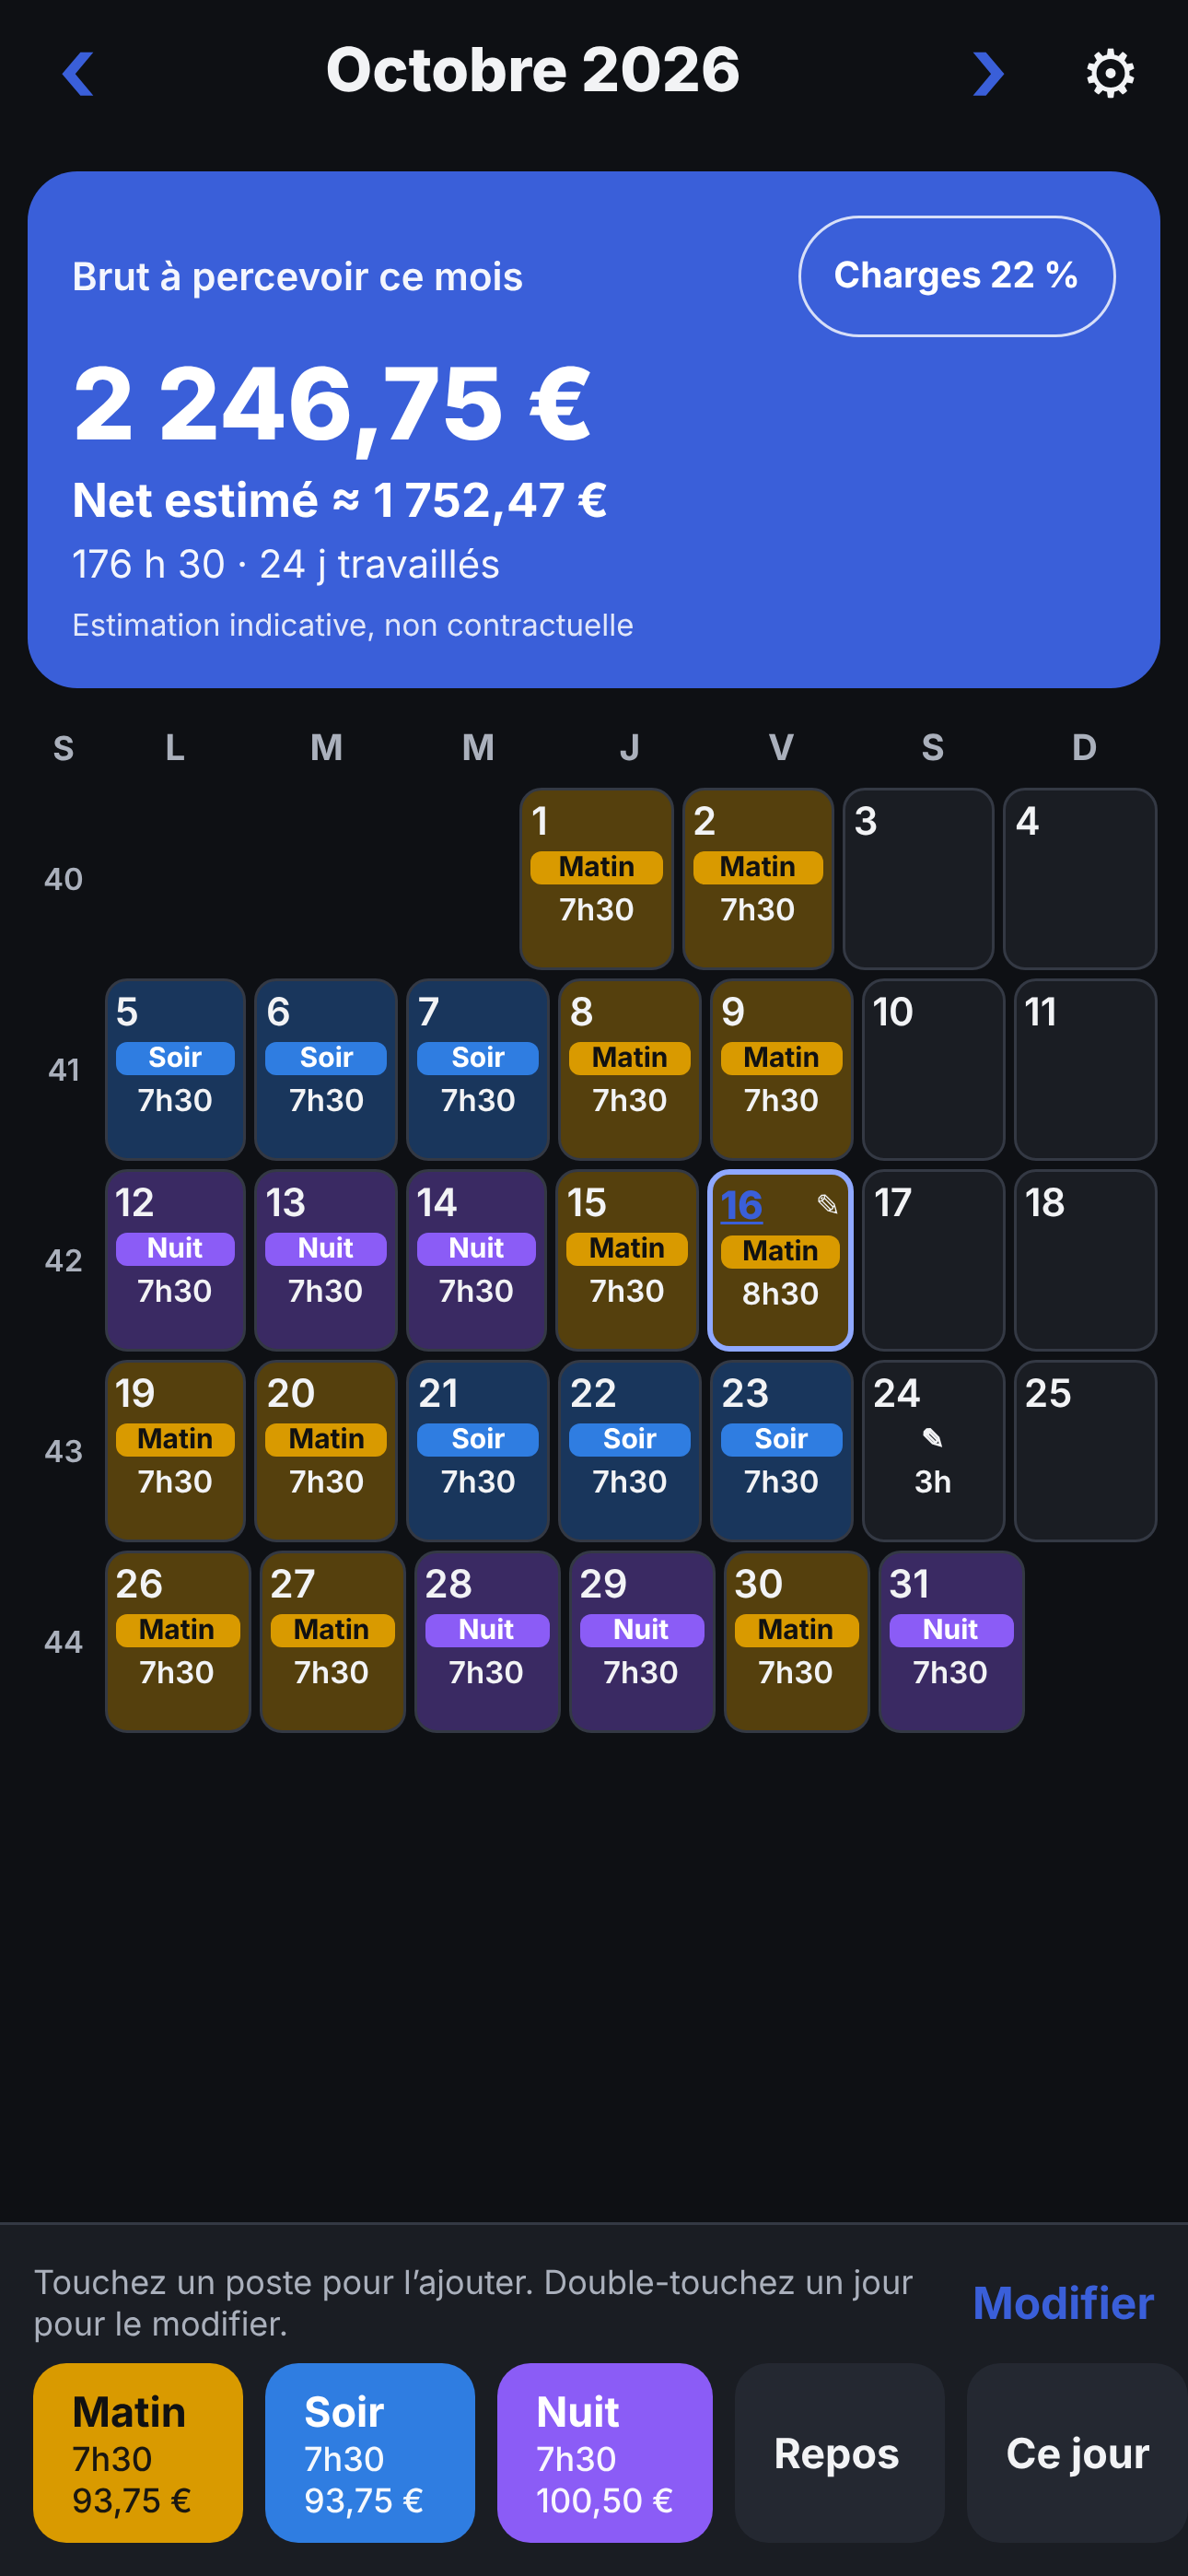 ‹ Octobre 2026 › ⚙
Brut à percevoir ce mois
Charges 22 %
2 246,75 €
Net estimé ≈ 1 752,47 €
176 h 30 · 24 j travaillés
Estimation indicative, non contractuelle
S L M M J V S D
40
1 2 3 4
Matin Matin
7h30 7h30
41
5 6 7 8 9 10 11
Soir Soir Soir Matin Matin
7h30 7h30 7h30 7h30 7h30
42
12 13 14 15 16 ✎ 17 18
Nuit Nuit Nuit Matin Matin
7h30 7h30 7h30 7h30 8h30
43
19 20 21 22 23 24 25
Matin Matin Soir Soir Soir ✎
7h30 7h30 7h30 7h30 7h30 3h
44
26 27 28 29 30 31
Matin Matin Nuit Nuit Matin Nuit
7h30 7h30 7h30 7h30 7h30 7h30
Touchez un poste pour l’ajouter. Double-touchez un jour
pour le modifier.
Modifier
Matin
7h30
93,75 €
Soir
7h30
93,75 €
Nuit
7h30
100,50 €
Repos
Ce jour